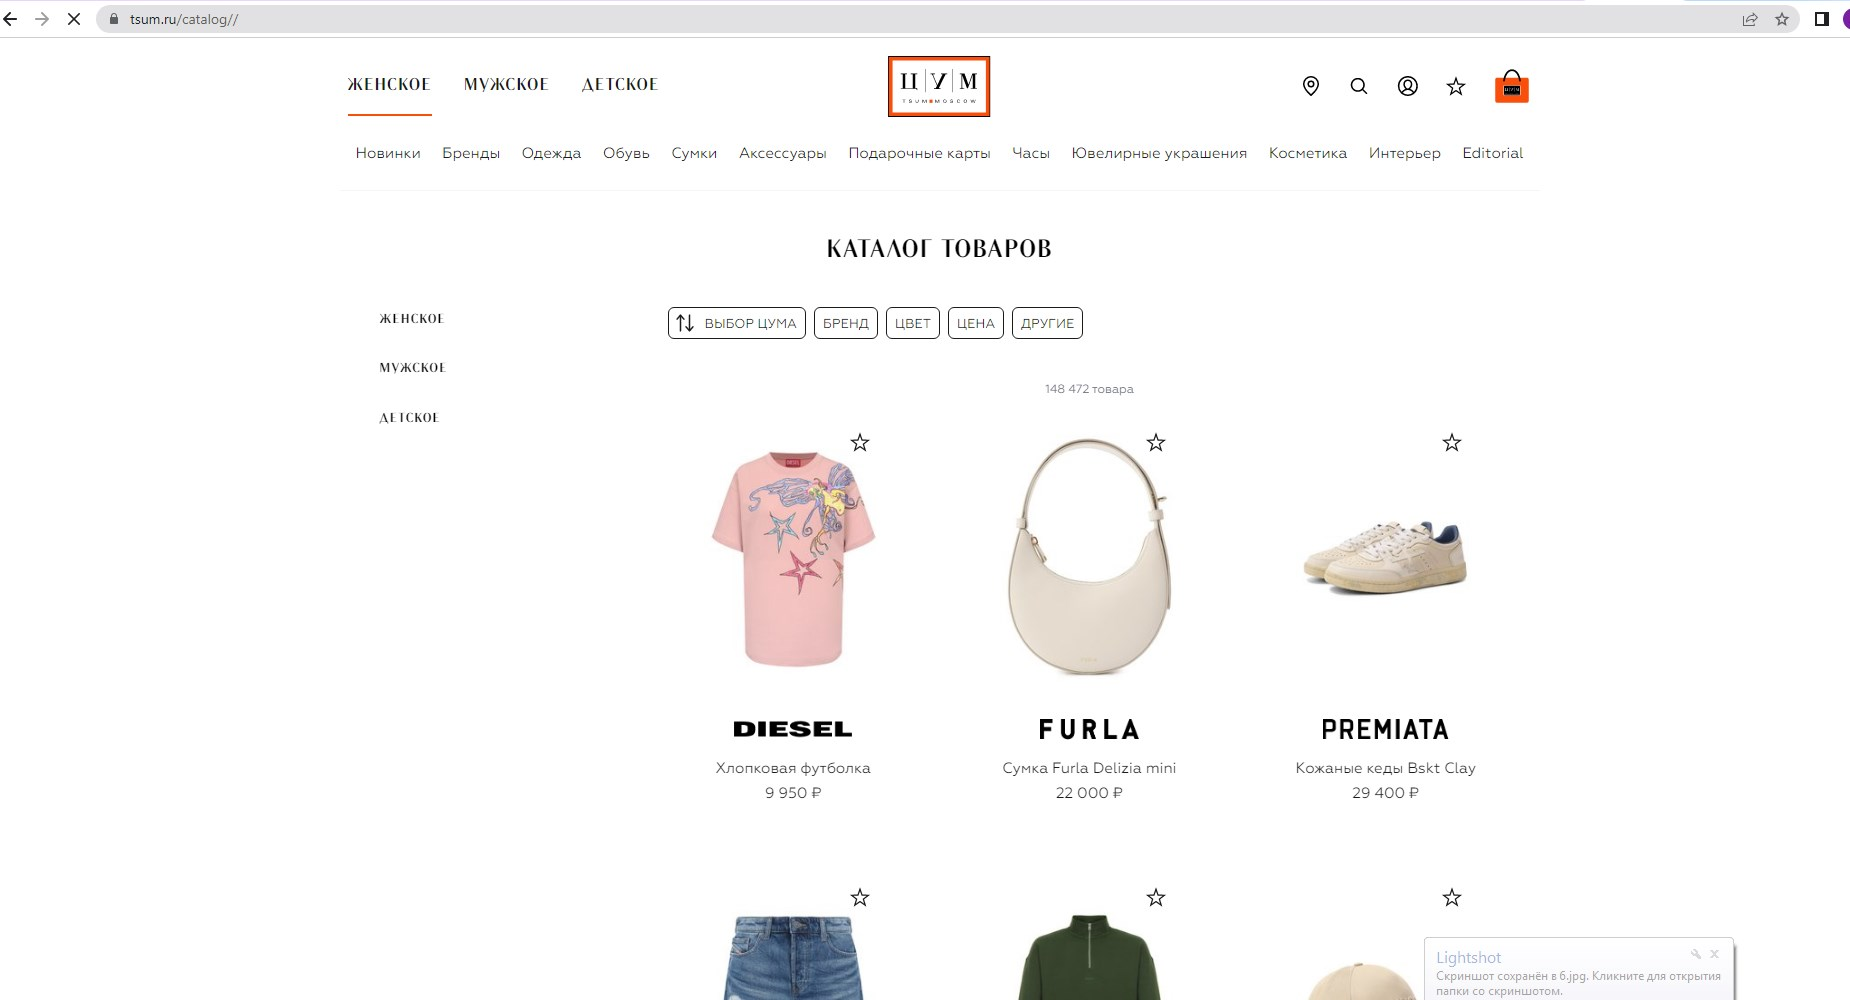 tsum.ru/catalog//
ЖЕНСКОЕ МУЖСКОЕ ДЕТСКОЕ
ЦУМ
TSUM MOSCOW
ЦУМ
Новинки Бренды Одежда Обувь Сумки Аксессуары Подарочные карты Часы Ювелирные украшения Косметика Интерьер Editorial
КАТАЛОГ ТОВАРОВ
ЖЕНСКОЕ
МУЖСКОЕ
ДЕТСКОЕ
ВЫБОР ЦУМА БРЕНД ЦВЕТ ЦЕНА ДРУГИЕ
148 472 товара
DIESEL
Хлопковая футболка
9 950 ₽
FURLA
Сумка Furla Delizia mini
22 000 ₽
PREMIATA
Кожаные кеды Bskt Clay
29 400 ₽
Lightshot
Скриншот сохранён в 6.jpg. Кликните для открытия
папки со скриншотом.